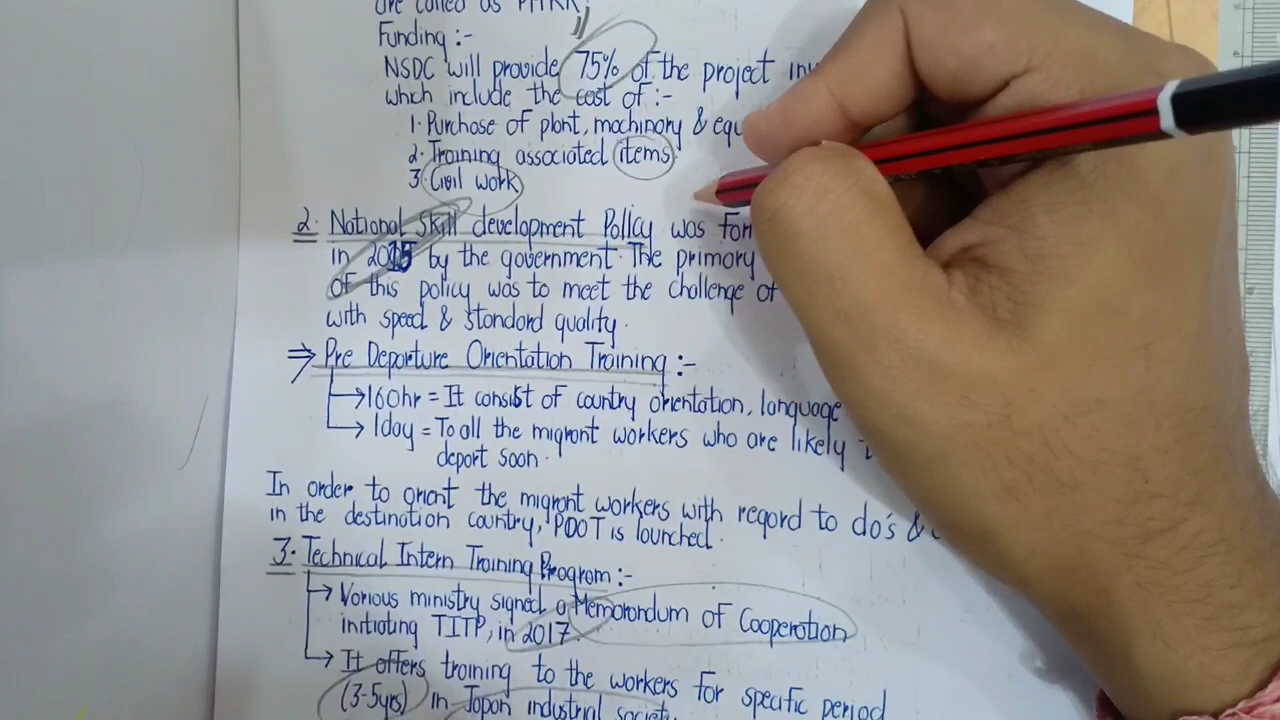 are called as PMKK
Funding :-
NSDC will provide 75% of the project
which include the cost of :-
1. Purchase of plant, machinary &
2. Training associated items.
3. Civil work
2. National Skill development Policy was
in 2015 by the government. The primary
of this policy was to meet the challenge of
with speed & standard quality.
⇒ Pre Departure Orientation Training :-
→ 160hr = It consist of country orientation, language
→ 1day = To all the migrant workers who are likely
deport soon.
In order to orient the migrant workers with regard to do's &
in the destination country, PDOT is launched.
3. Technical Intern Training Program :-
→ Various ministry signed a Memorandum of Cooperation
initiating TITP, in 2017
→ It offers training to the workers for specific period
(3-5yrs) in Japan industrial society